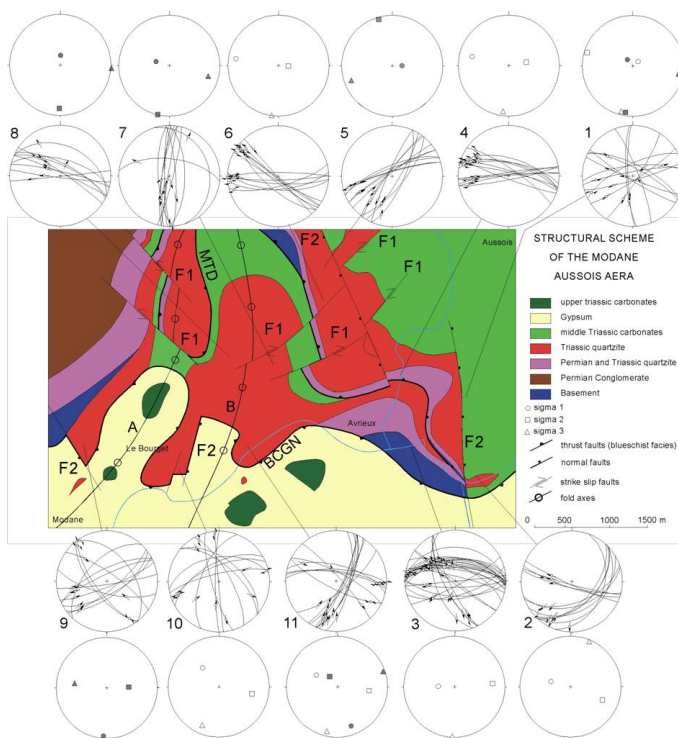 8
7
6
5
4
1
STRUCTURAL SCHEME
OF THE MODANE
AUSSOIS AERA
upper triassic carbonates
Gypsum
middle Triassic carbonates
Triassic quartzite
Permian and Triassic quartzite
Permian Conglomerate
Basement
sigma 1
sigma 2
sigma 3
thrust faults (blueschist facies)
normal faults
strike slip faults
fold axes
0 500 1000 1500 m
F1
MTD
F2
F1
Aussois
F1
F1
F1
F1
A
B
Avrieux
Le Bourget
F2
F2
BCGN
F2
Modane
9
10
11
3
2